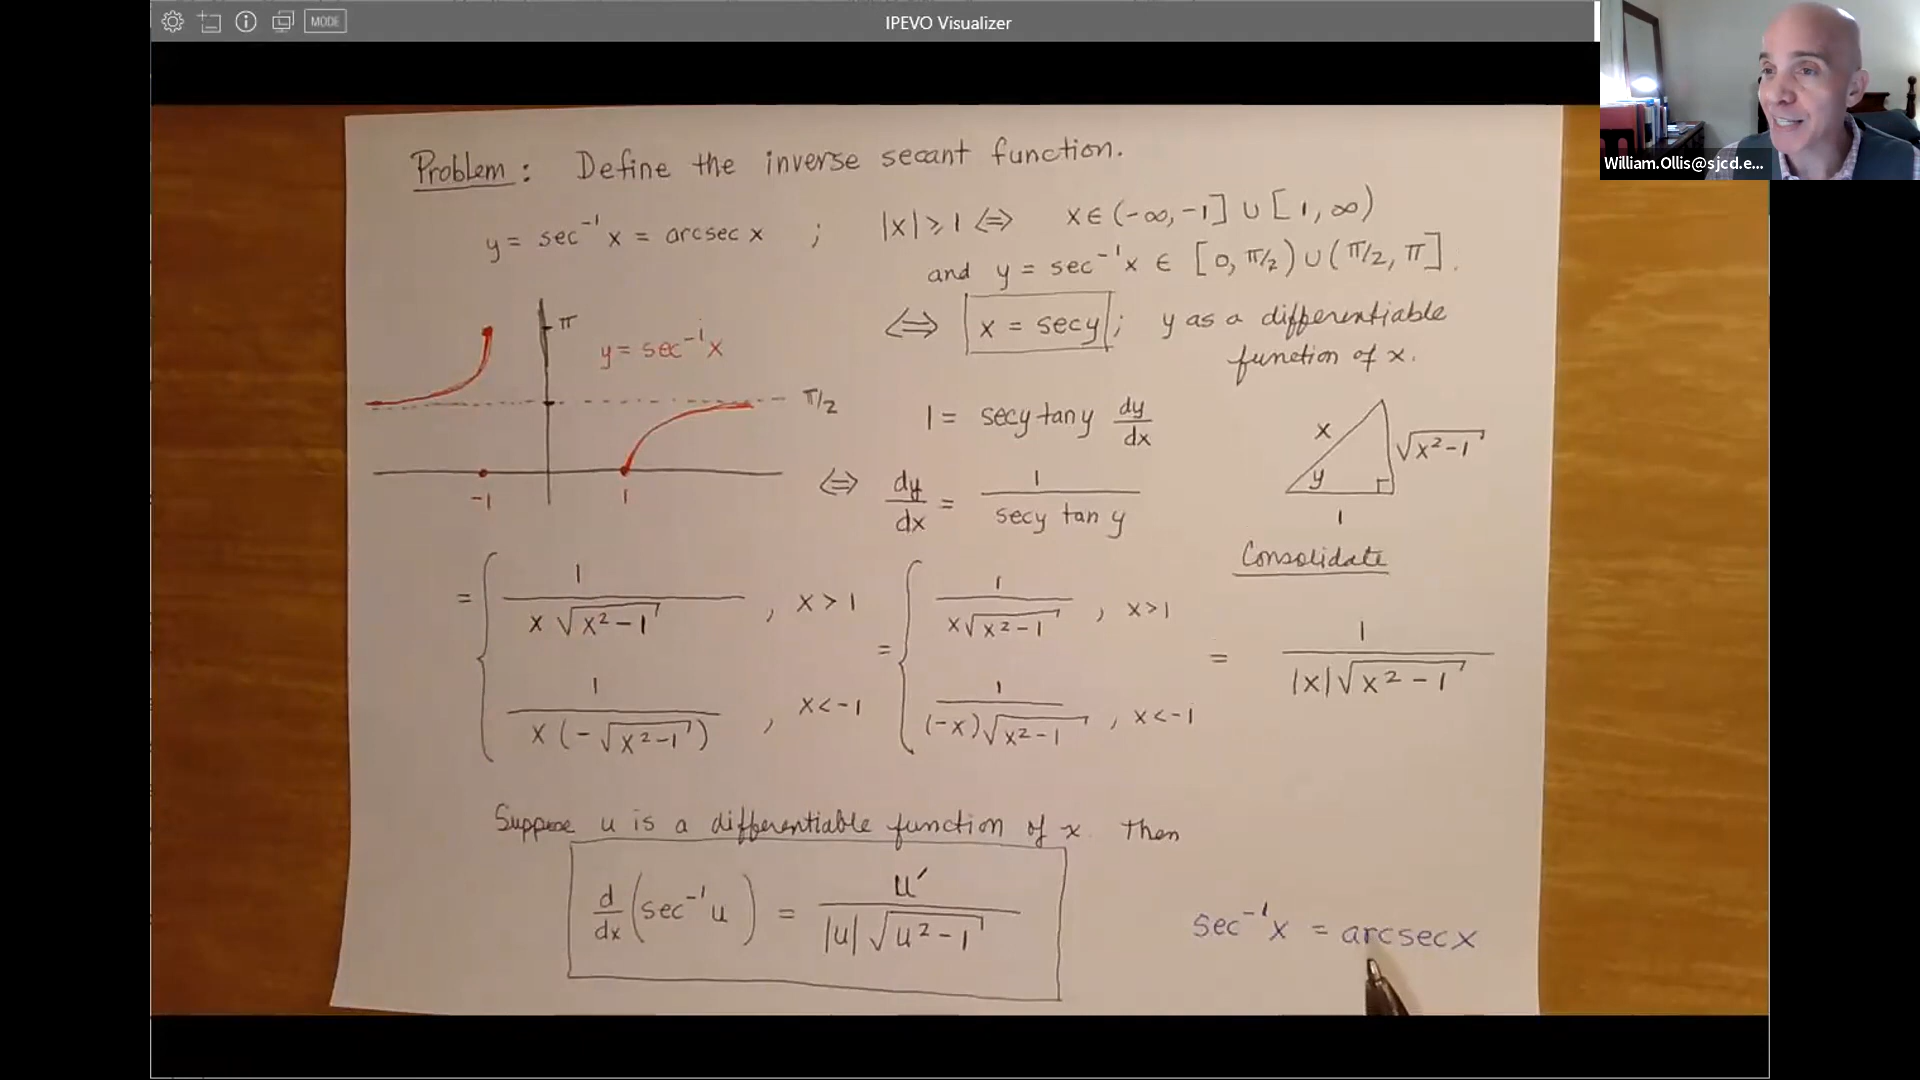 MODE
IPEVO Visualizer
William.Ollis@sjcd.e...
Problem: Define the inverse secant function.
y = sec⁻¹x = arcsec x ; |x| ≥ 1 ⇔ x ∈ (-∞, -1] ∪ [1, ∞)
and y = sec⁻¹x ∈ [0, π/2) ∪ (π/2, π].
⇔ x = sec y ; y as a differentiable
function of x.
π
y = sec⁻¹x
π/2
-1
1
1 = sec y tan y dy/dx
x
√(x²-1)
y
1
⇔ dy/dx = 1/(sec y tan y)
Consolidate
= { 1/(x√(x²-1)) , x > 1
1/(x(-√(x²-1))) , x < -1
= { 1/(x√(x²-1)) , x > 1
1/((-x)√(x²-1)) , x < -1
= 1/(|x|√(x²-1))
Suppose u is a differentiable function of x. Then
d/dx (sec⁻¹u) = u′/(|u|√(u²-1))
sec⁻¹x = arcsec x